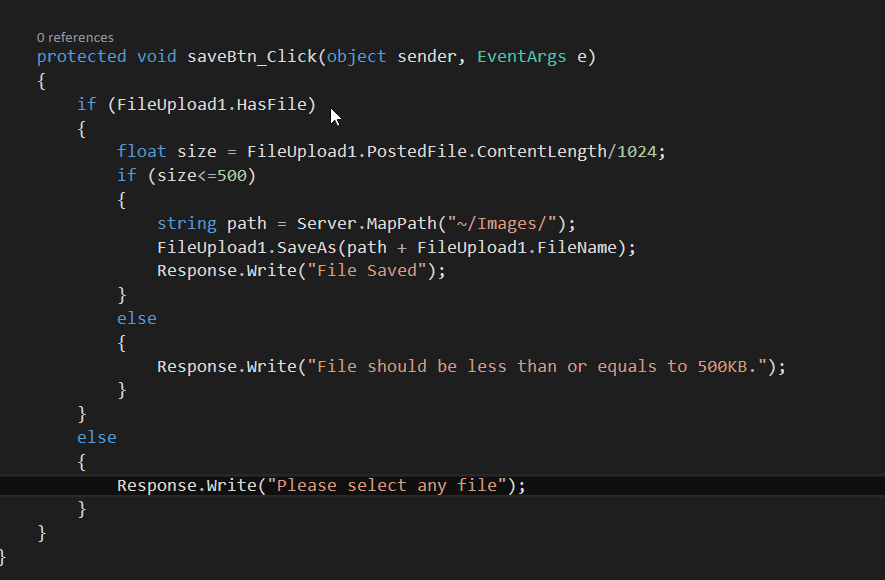 0 references
protected void saveBtn_Click(object sender, EventArgs e)
{
if (FileUpload1.HasFile)
{
float size = FileUpload1.PostedFile.ContentLength/1024;
if (size<=500)
{
string path = Server.MapPath("~/Images/");
FileUpload1.SaveAs(path + FileUpload1.FileName);
Response.Write("File Saved");
}
else
{
Response.Write("File should be less than or equals to 500KB.");
}
}
else
{
Response.Write("Please select any file");
}
}
}